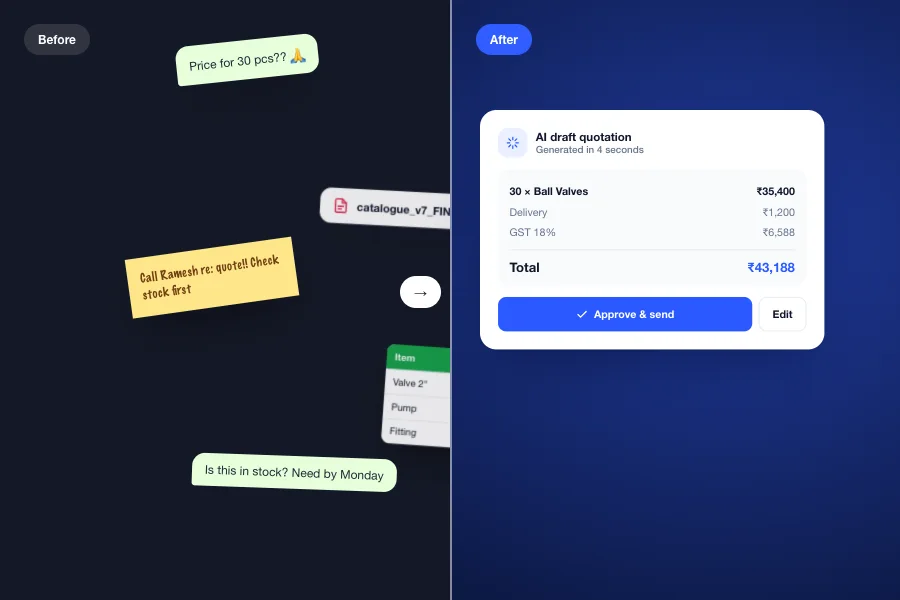 Before
Price for 30 pcs?? 🙏
catalogue_v7_FIN
Call Ramesh re: quote!! Check
stock first
→
Item
Valve 2"
Pump
Fitting
Is this in stock? Need by Monday
After
AI draft quotation
Generated in 4 seconds
30 × Ball Valves ₹35,400
Delivery ₹1,200
GST 18% ₹6,588
Total ₹43,188
✓ Approve & send
Edit